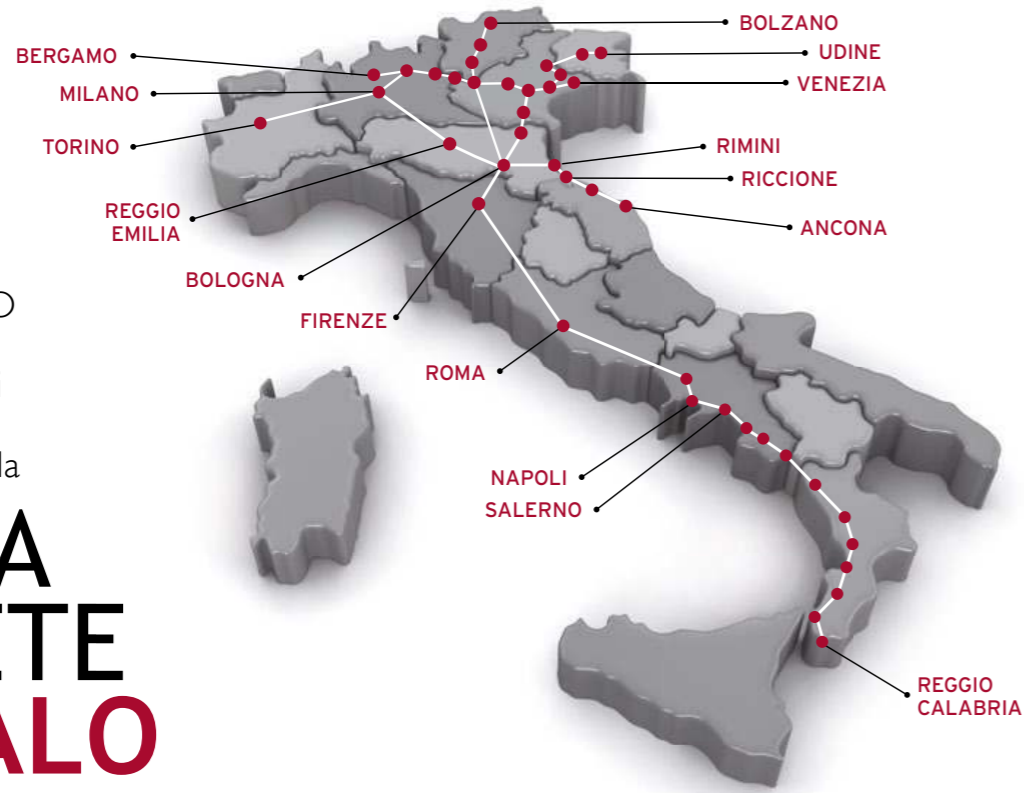 BOLZANO
BERGAMO
UDINE
MILANO
VENEZIA
TORINO
RIMINI
RICCIONE
REGGIO
EMILIA
ANCONA
BOLOGNA
FIRENZE
ROMA
la
NAPOLI
SALERNO
A
ETE
ALO
REGGIO
CALABRIA